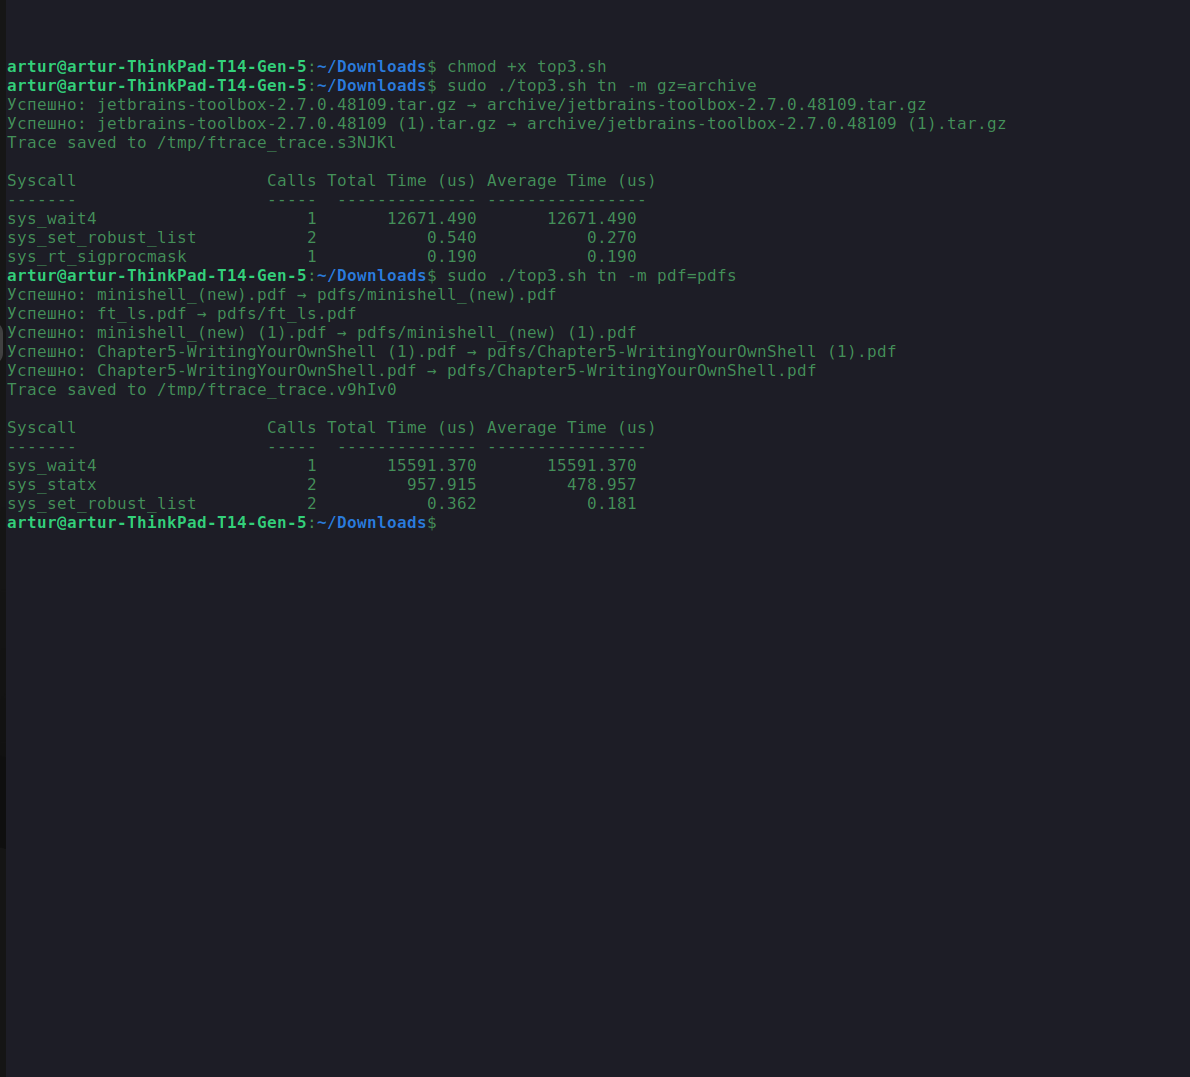 artur@artur-ThinkPad-T14-Gen-5:~/Downloads$ chmod +x top3.sh
artur@artur-ThinkPad-T14-Gen-5:~/Downloads$ sudo ./top3.sh tn -m gz=archive
Успешно: jetbrains-toolbox-2.7.0.48109.tar.gz → archive/jetbrains-toolbox-2.7.0.48109.tar.gz
Успешно: jetbrains-toolbox-2.7.0.48109 (1).tar.gz → archive/jetbrains-toolbox-2.7.0.48109 (1).tar.gz
Trace saved to /tmp/ftrace_trace.s3NJKl
Syscall                   Calls Total Time (us) Average Time (us)
-------                   -----  -------------- ----------------
sys_wait4                     1       12671.490       12671.490
sys_set_robust_list           2           0.540           0.270
sys_rt_sigprocmask            1           0.190           0.190
artur@artur-ThinkPad-T14-Gen-5:~/Downloads$ sudo ./top3.sh tn -m pdf=pdfs
Успешно: minishell_(new).pdf → pdfs/minishell_(new).pdf
Успешно: ft_ls.pdf → pdfs/ft_ls.pdf
Успешно: minishell_(new) (1).pdf → pdfs/minishell_(new) (1).pdf
Успешно: Chapter5-WritingYourOwnShell (1).pdf → pdfs/Chapter5-WritingYourOwnShell (1).pdf
Успешно: Chapter5-WritingYourOwnShell.pdf → pdfs/Chapter5-WritingYourOwnShell.pdf
Trace saved to /tmp/ftrace_trace.v9hIv0
Syscall                   Calls Total Time (us) Average Time (us)
-------                   -----  -------------- ----------------
sys_wait4                     1       15591.370       15591.370
sys_statx                     2         957.915         478.957
sys_set_robust_list           2           0.362           0.181
artur@artur-ThinkPad-T14-Gen-5:~/Downloads$